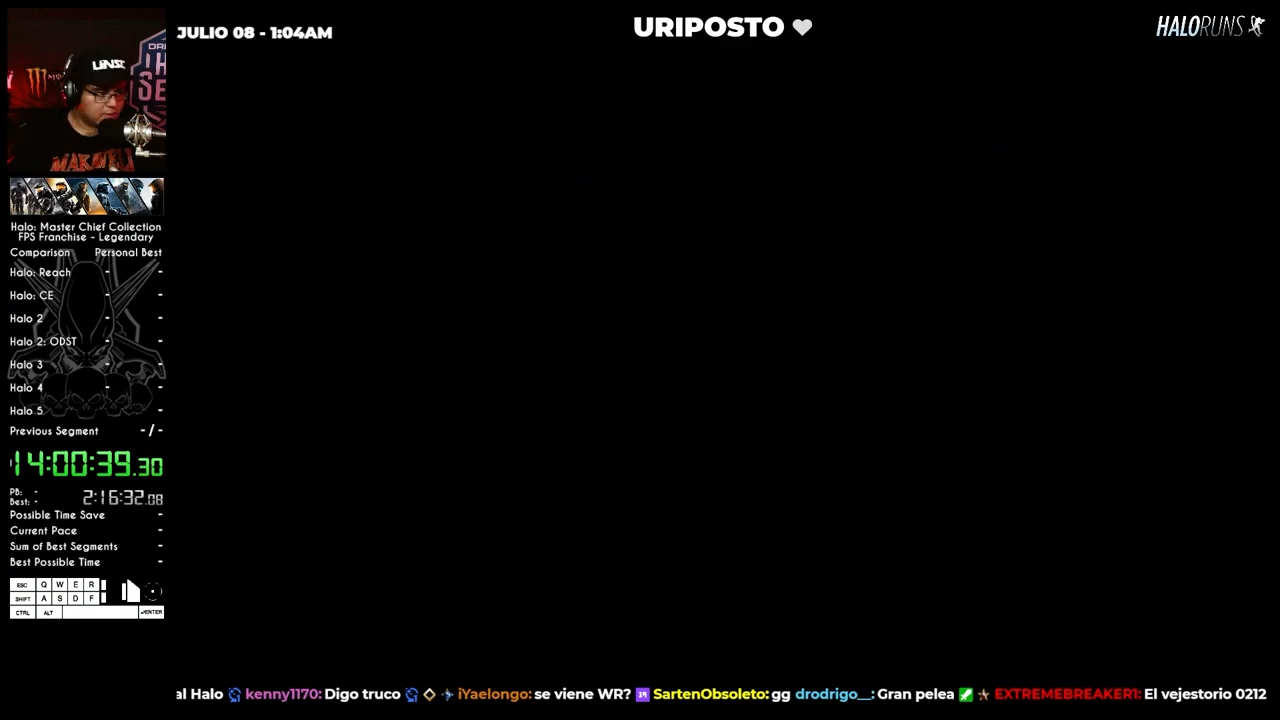 JULIO 08 - 1:04AM
URIPOSTO
HALORUNS
UNSC
Halo: Master Chief Collection
FPS Franchise - Legendary
Comparison Personal Best
Halo: Reach - -
Halo: CE - -
Halo 2 - -
Halo 2: ODST - -
Halo 3 - -
Halo 4 - -
Halo 5 -
Previous Segment - / -
14:00:39.30
PB: -
Best: -
2:16:32.08
Possible Time Save -
Current Pace -
Sum of Best Segments -
Best Possible Time -
ESC Q W E R
SHIFT A S D F
CTRL ALT ENTER
al Halo kenny1170: Digo truco iYaelongo: se viene WR? 19 SartenObsoleto: gg drodrigo__: Gran pelea EXTREMEBREAKER1: El vejestorio 0212